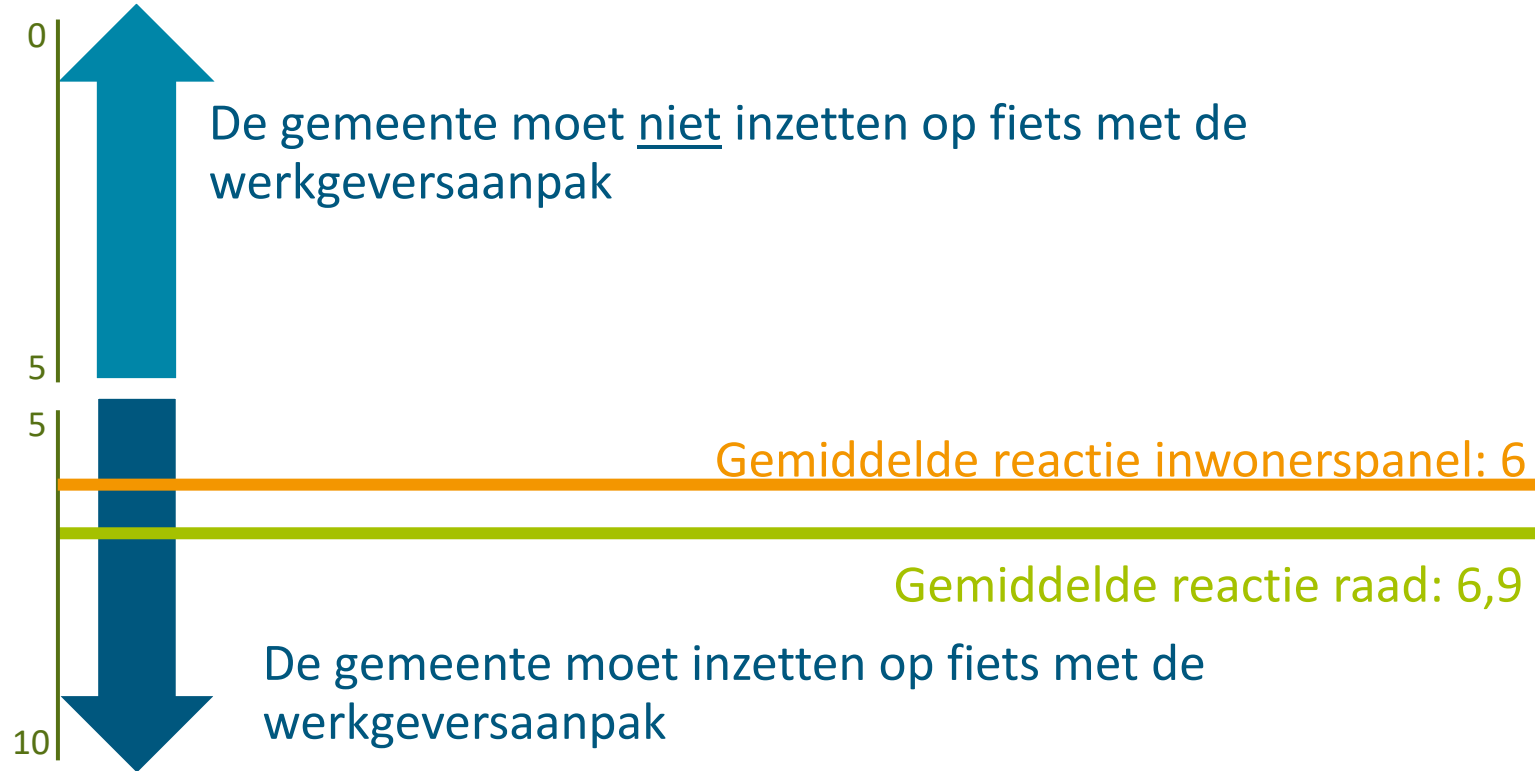 0
De gemeente moet niet inzetten op fiets met de
werkgeversaanpak
5
5
Gemiddelde reactie inwonerspanel: 6
Gemiddelde reactie raad: 6,9
De gemeente moet inzetten op fiets met de
werkgeversaanpak
10